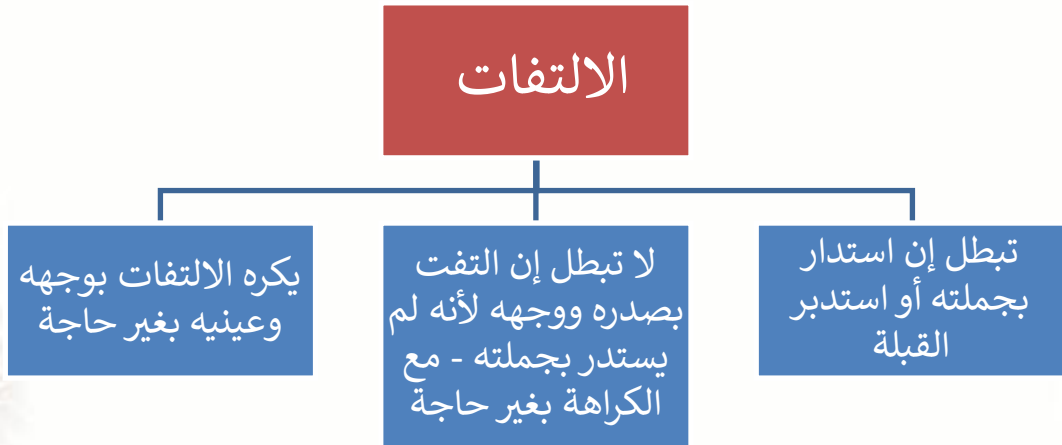 الالتفات
تبطل إن استدار
بجملته أو استدبر
القبلة
لا تبطل إن التفت
بصدره ووجهه لأنه لم
يستدر بجملته - مع
الكراهة بغير حاجة
يكره الالتفات بوجهه
وعينيه بغير حاجة